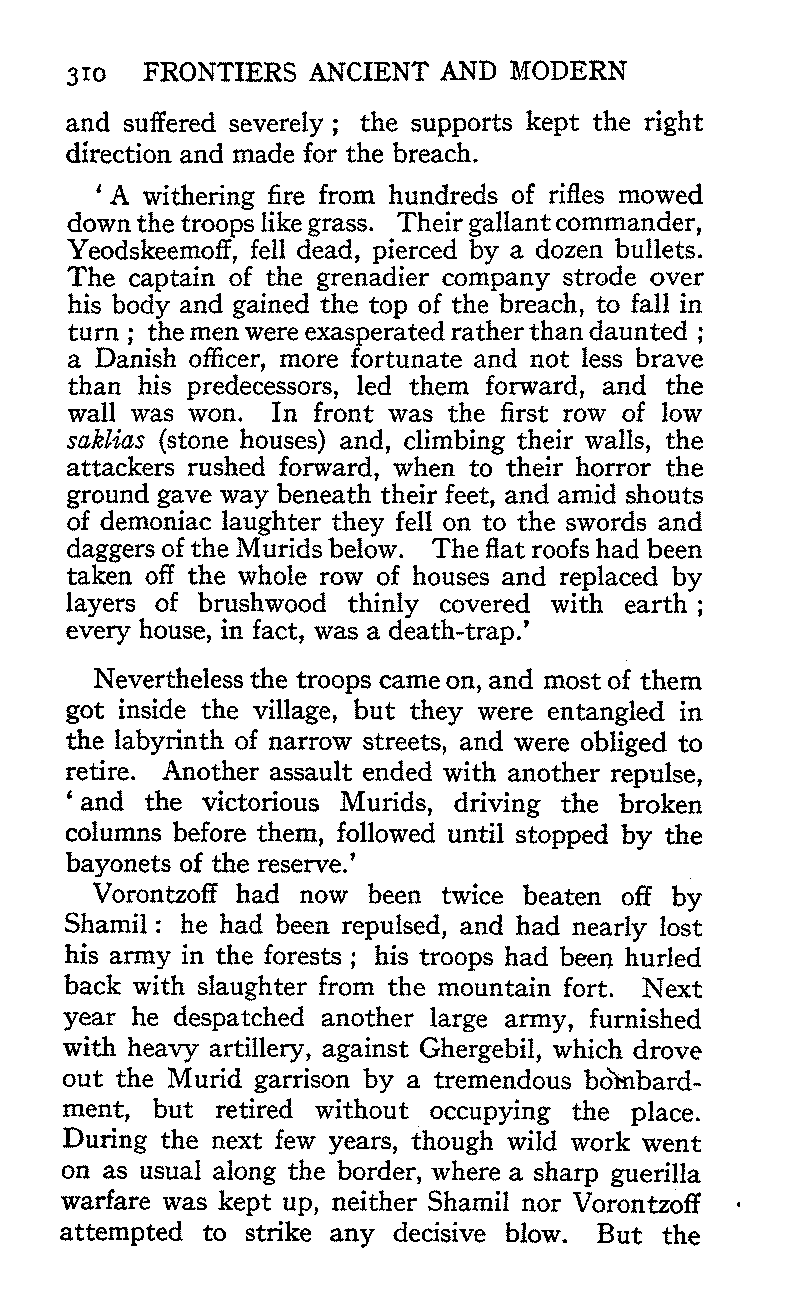 310 FRONTIERS ANCIENT AND MODERN
and suffered severely ; the supports kept the right
direction and made for the breach.
‘ A withering fire from hundreds of rifles mowed
down the troops like grass. Their gallant commander,
Yeodskeemoff, fell dead, pierced by a dozen bullets.
The captain of the grenadier company strode over
his body and gained the top of the breach, to fall in
turn ; the men were exasperated rather than daunted ;
a Danish officer, more fortunate and not less brave
than his predecessors, led them forward, and the
wall was won. In front was the first row of low
saklias (stone houses) and, climbing their walls, the
attackers rushed forward, when to their horror the
ground gave way beneath their feet, and amid shouts
of demoniac laughter they fell on to the swords and
daggers of the Murids below. The flat roofs had been
taken off the whole row of houses and replaced by
layers of brushwood thinly covered with earth ;
every house, in fact, was a death-trap.’
Nevertheless the troops came on, and most of them
got inside the village, but they were entangled in
the labyrinth of narrow streets, and were obliged to
retire. Another assault ended with another repulse,
‘ and the victorious Murids, driving the broken
columns before them, followed until stopped by the
bayonets of the reserve.’
Vorontzoff had now been twice beaten off by
Shamil : he had been repulsed, and had nearly lost
his army in the forests ; his troops had been hurled
back with slaughter from the mountain fort. Next
year he despatched another large army, furnished
with heavy artillery, against Ghergebil, which drove
out the Murid garrison by a tremendous bombard-
ment, but retired without occupying the place.
During the next few years, though wild work went
on as usual along the border, where a sharp guerilla
warfare was kept up, neither Shamil nor Vorontzoff
attempted to strike any decisive blow. But the